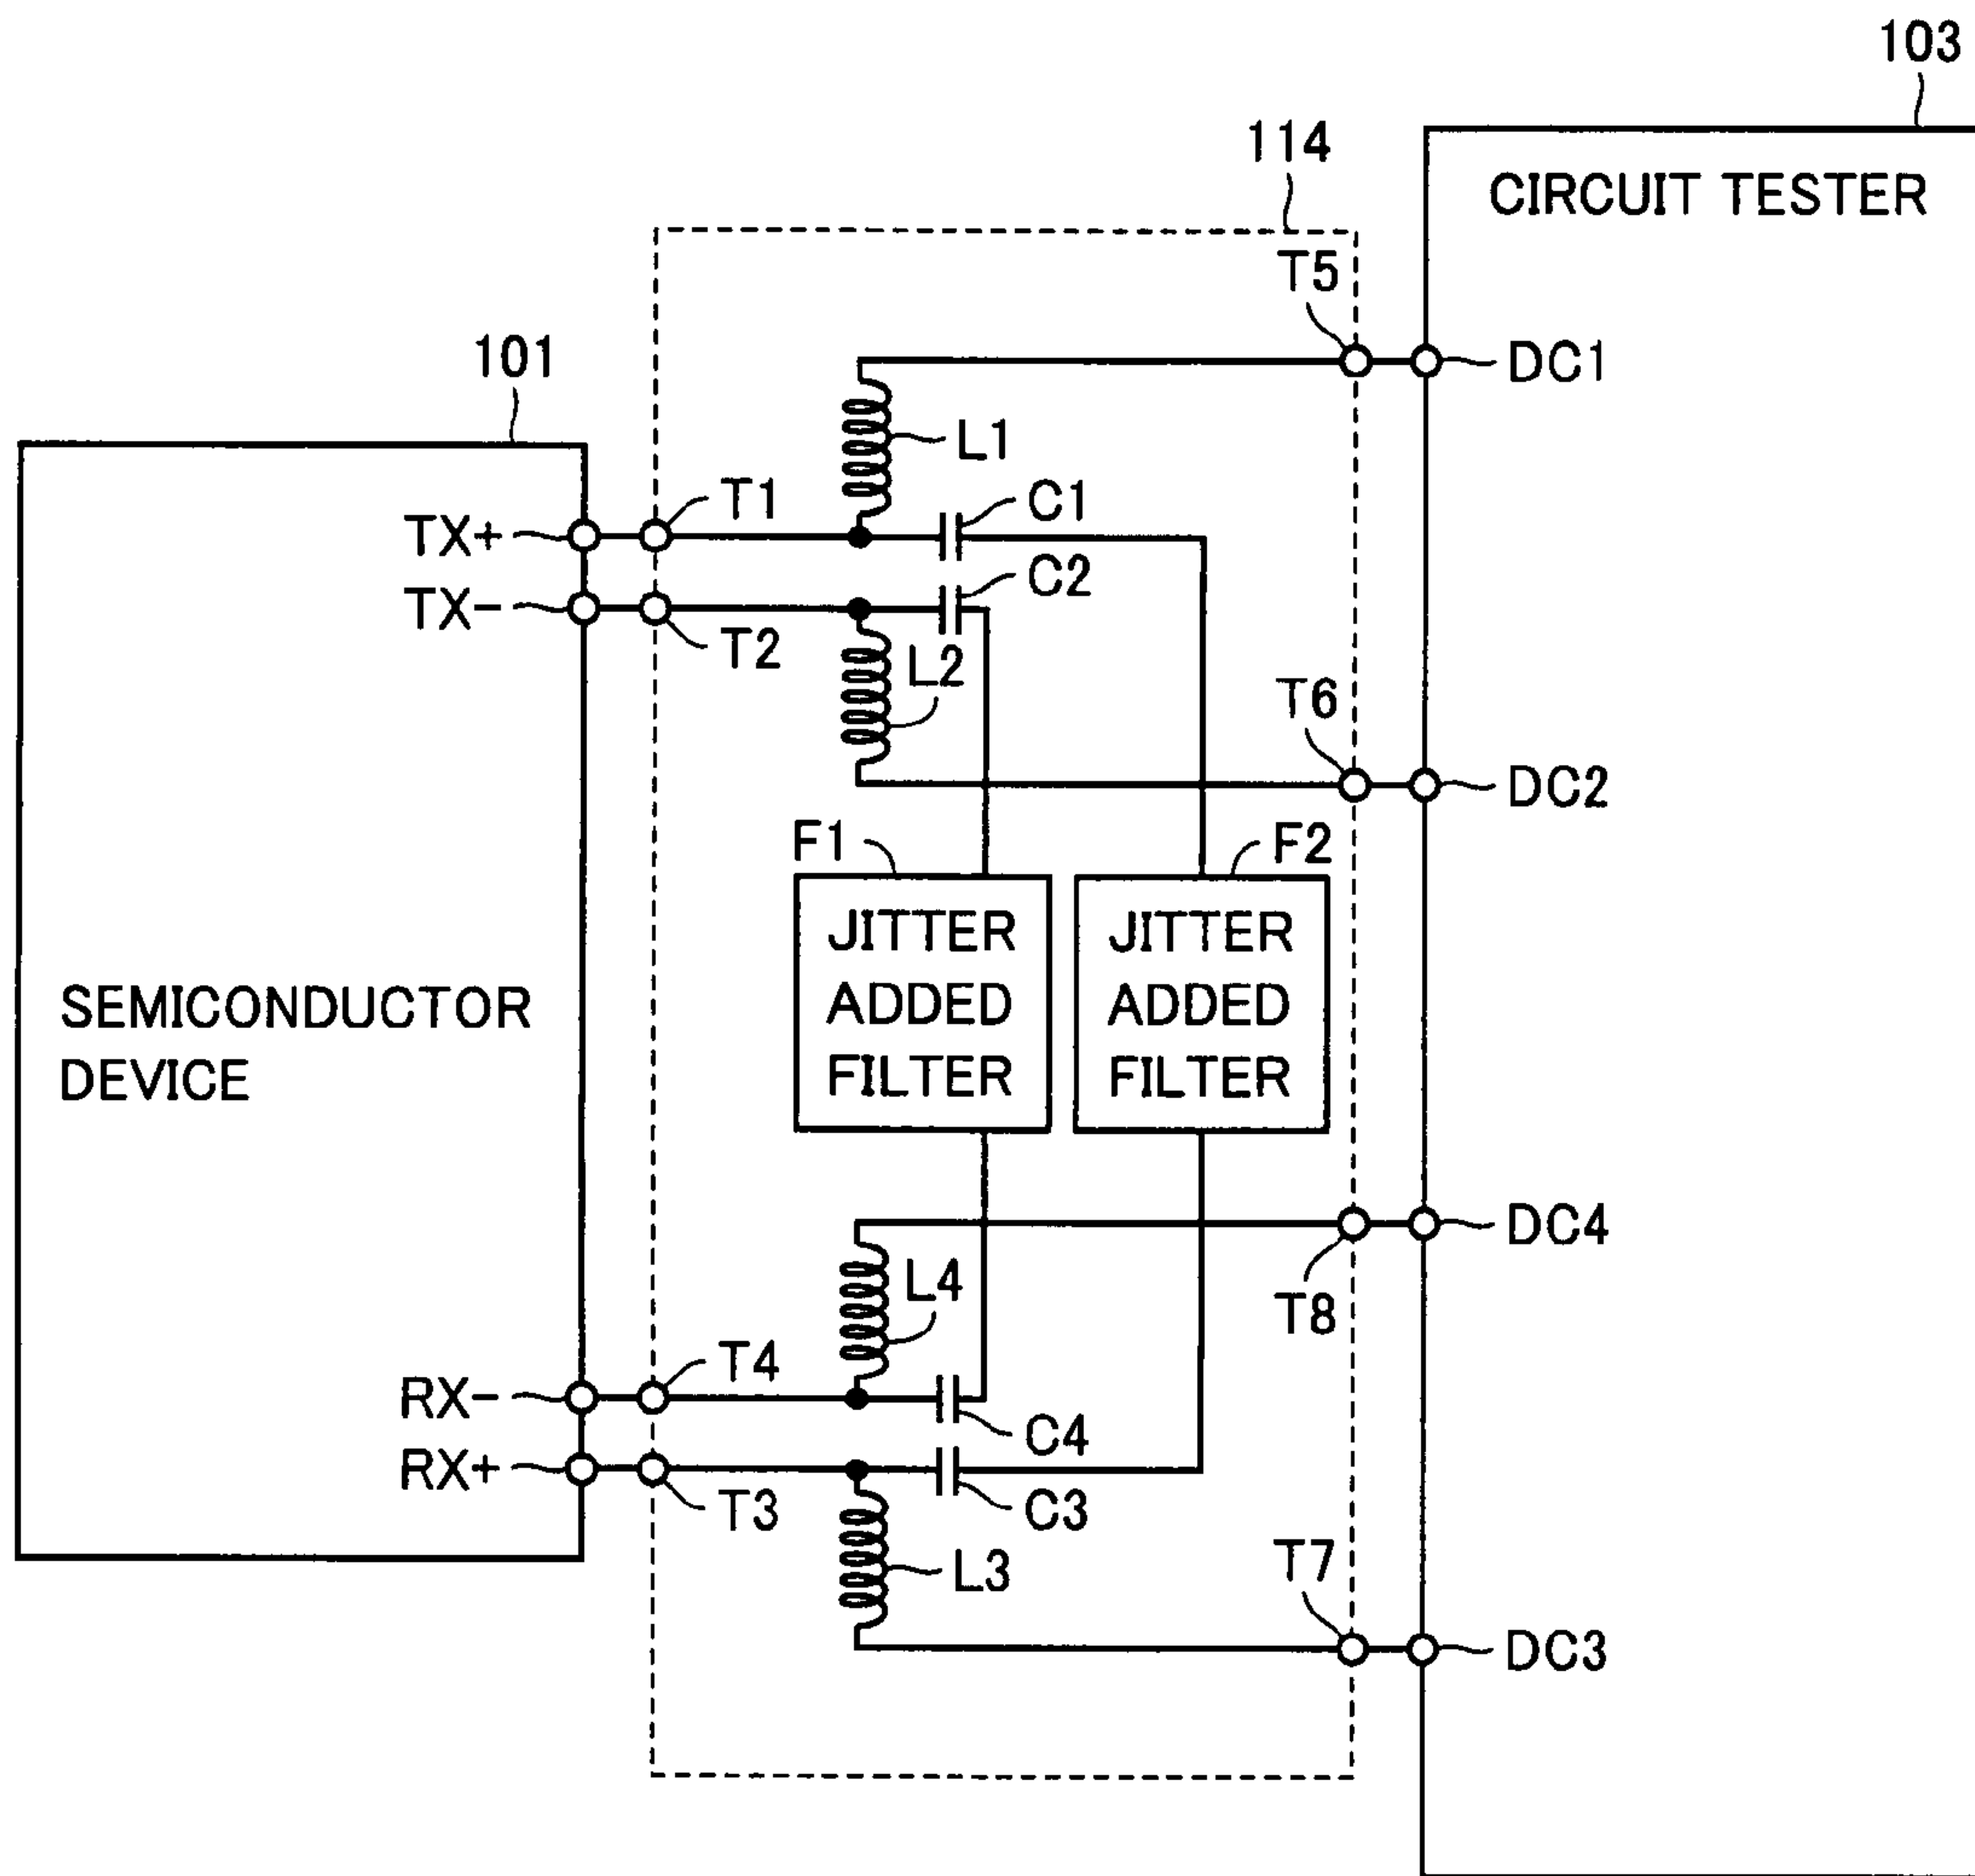 103
114
CIRCUIT TESTER
T5
101
DC1
L1
T1
C1
TX+
C2
TX-
T2
L2
T6
DC2
F1
F2
JITTER
ADDED
FILTER
JITTER
ADDED
FILTER
SEMICONDUCTOR
DEVICE
DC4
L4
T8
T4
RX-
C4
RX+
T3
C3
T7
L3
DC3